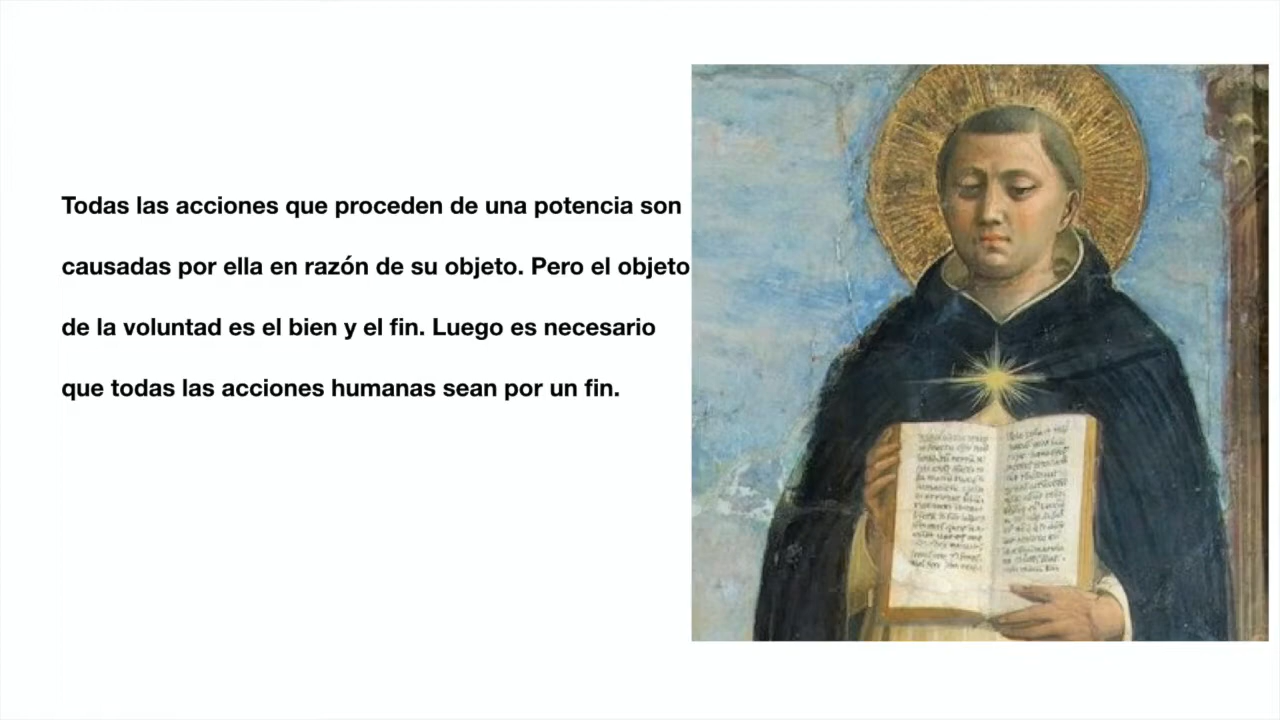 Todas las acciones que proceden de una potencia son
causadas por ella en razón de su objeto. Pero el objeto
de la voluntad es el bien y el fin. Luego es necesario
que todas las acciones humanas sean por un fin.